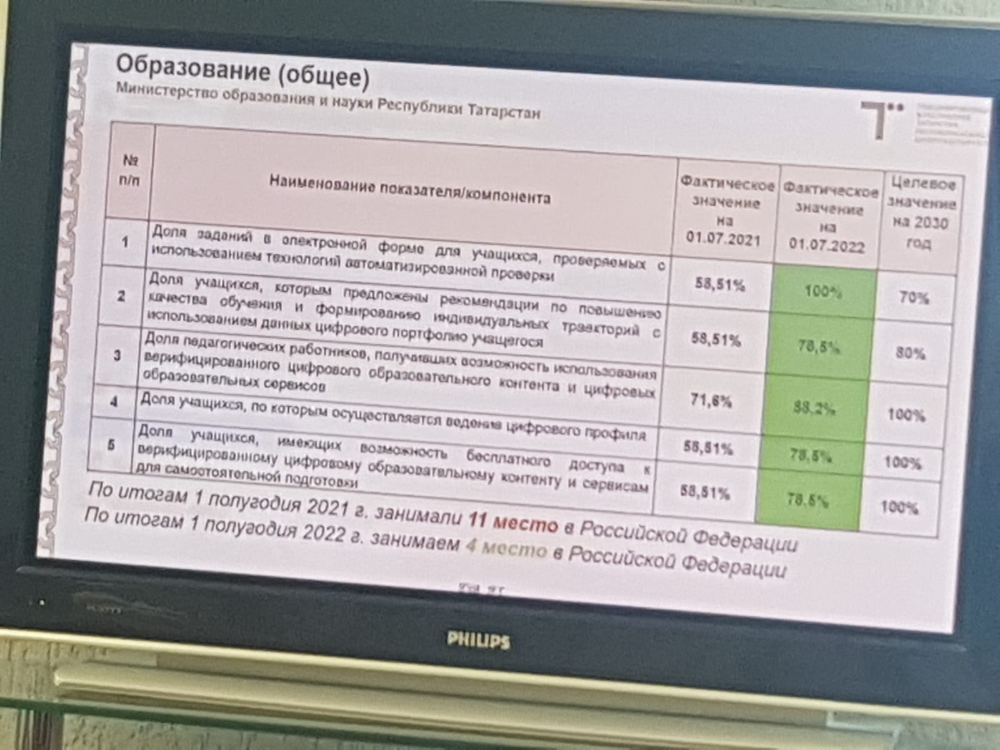 Образование (общее)
Министерство образования и науки Республики Татарстан
№
п/п
Наименование показателя/компонента
Фактическое
значение
на
01.07.2021
Фактическое
значение
на
01.07.2022
Целевое
значение
на 2030
год
1
Доля заданий в электронной форме для учащихся, проверяемых с
использованием технологий автоматизированной проверки
58,51%
100%
70%
2
Доля учащихся, которым предложены рекомендации по повышению
качества обучения и формированию индивидуальных траекторий с
использованием данных цифрового портфолио учащегося
58,51%
78,5%
80%
3
Доля педагогических работников, получивших возможность использования
верифицированного цифрового образовательного контента и цифровых
образовательных сервисов
71,6%
88,2%
100%
4
Доля учащихся, по которым осуществляется ведение цифрового профиля
58,51%
78,5%
100%
5
Доля учащихся, имеющих возможность бесплатного доступа к
верифицированному цифровому образовательному контенту и сервисам
для самостоятельной подготовки
58,51%
78,5%
100%
По итогам 1 полугодия 2021 г. занимали 11 место в Российской Федерации
По итогам 1 полугодия 2022 г. занимаем 4 место в Российской Федерации
PHILIPS